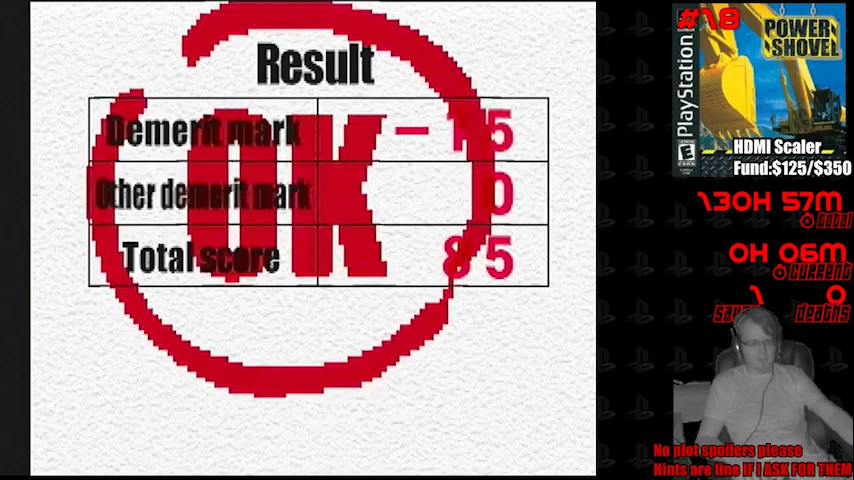 Result
Demerit mark -15
Other demerit mark 0
Total score 85
OK
#18
POWER
SHOVEL
PlayStation
HDMI Scaler
Fund:$125/$350
130H 57M
total
0H 06M
current
1 0
saves deaths
No plot spoilers please
Hints are fine IF I ASK FOR THEM